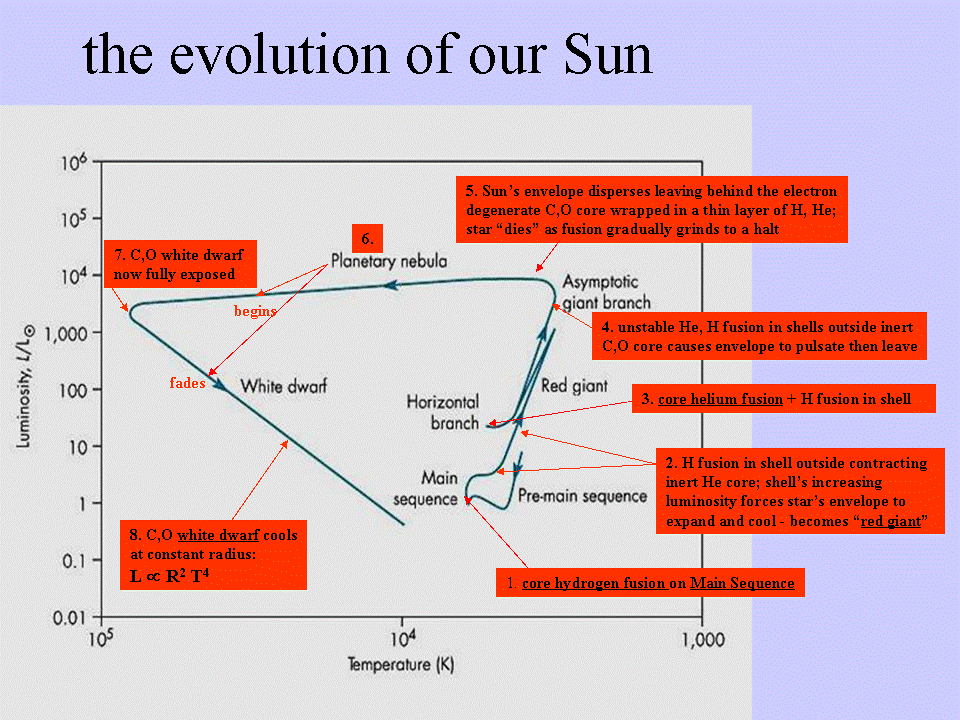 the evolution of our Sun
10⁶
10⁵
10⁴
1,000
100
10
1
0.1
0.01
Luminosity, L/L⊙
10⁵
10⁴
1,000
Temperature (K)
5. Sun's envelope disperses leaving behind the electron
degenerate C,O core wrapped in a thin layer of H, He;
star “dies” as fusion gradually grinds to a halt
6.
Planetary nebula
7. C,O white dwarf
now fully exposed
begins
Asymptotic
giant branch
4. unstable He, H fusion in shells outside inert
C,O core causes envelope to pulsate then leave
fades
White dwarf
Red giant
3. core helium fusion + H fusion in shell
Horizontal
branch
2. H fusion in shell outside contracting
inert He core; shell's increasing
luminosity forces star's envelope to
expand and cool - becomes “red giant”
Main
sequence
Pre-main sequence
8. C,O white dwarf cools
at constant radius:
L ∝ R² T⁴
1. core hydrogen fusion on Main Sequence